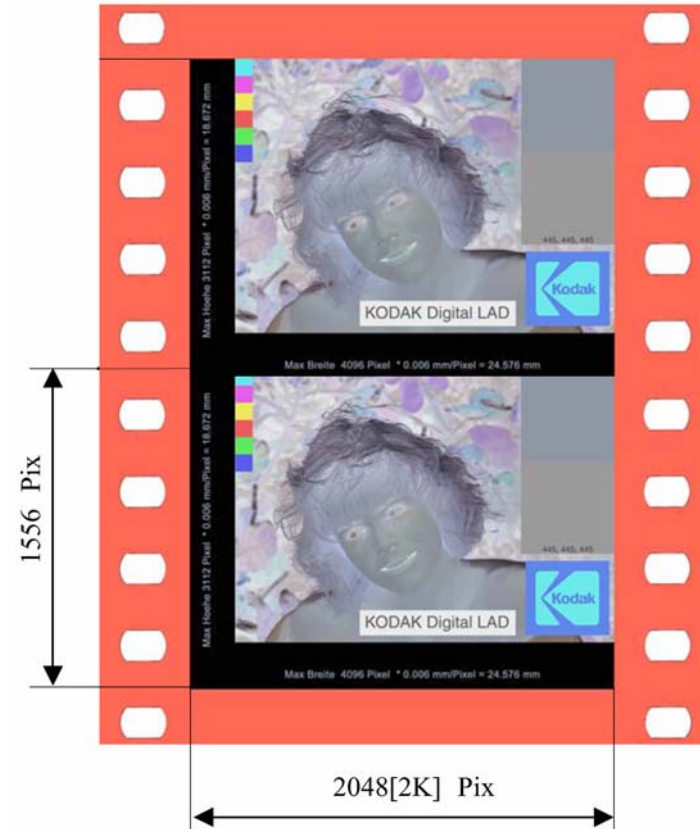 Max Hoehe 3112 Pixel * 0.006 mm/Pixel = 18.672 mm
445, 445, 445
Kodak
KODAK Digital LAD
Max Breite 4096 Pixel * 0.006 mm/Pixel = 24.576 mm
1556 Pix
Max Hoehe 3112 Pixel * 0.006 mm/Pixel = 18.672 mm
445, 445, 445
Kodak
KODAK Digital LAD
Max Breite 4096 Pixel * 0.006 mm/Pixel = 24.576 mm
2048[2K] Pix